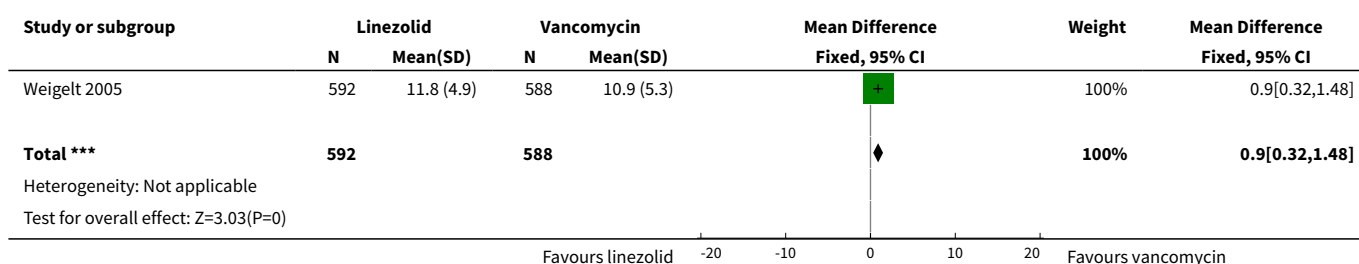 Study or subgroup Linezolid Vancomycin Mean Difference Weight Mean Difference
N Mean(SD) N Mean(SD) Fixed, 95% CI Fixed, 95% CI
Weigelt 2005 592 11.8 (4.9) 588 10.9 (5.3) 100% 0.9[0.32,1.48]
Total *** 592 588 100% 0.9[0.32,1.48]
Heterogeneity: Not applicable
Test for overall effect: Z=3.03(P=0)
Favours linezolid -20 -10 0 10 20 Favours vancomycin